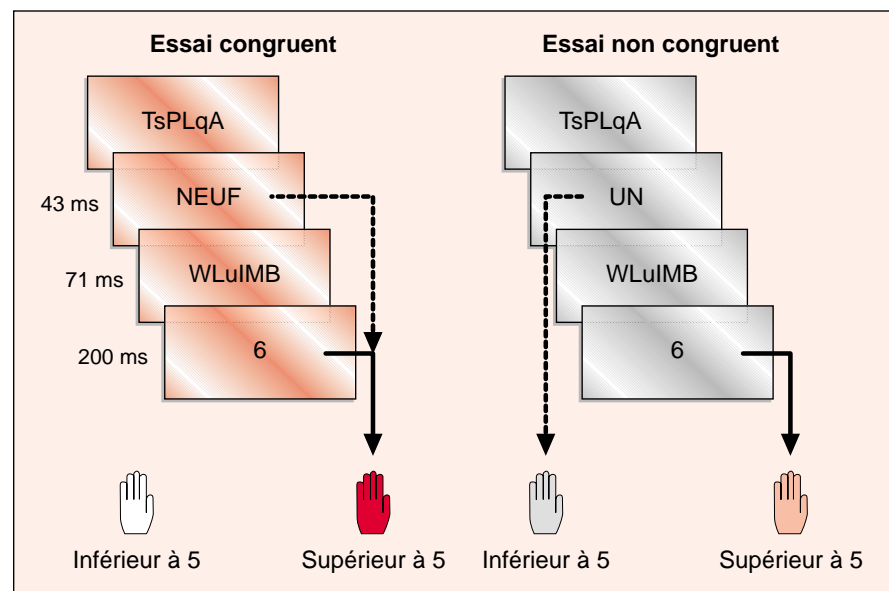 Essai congruent
TsPLqA
43 ms
NEUF
71 ms
WLuIMB
200 ms
6
Inférieur à 5
Supérieur à 5
Essai non congruent
TsPLqA
UN
WLuIMB
6
Inférieur à 5
Supérieur à 5